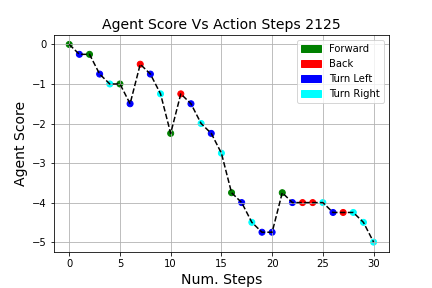 Agent Score Vs Action Steps 2125
Forward
Back
Turn Left
Turn Right
0
−1
−2
−3
−4
−5
Agent Score
0 5 10 15 20 25 30
Num. Steps